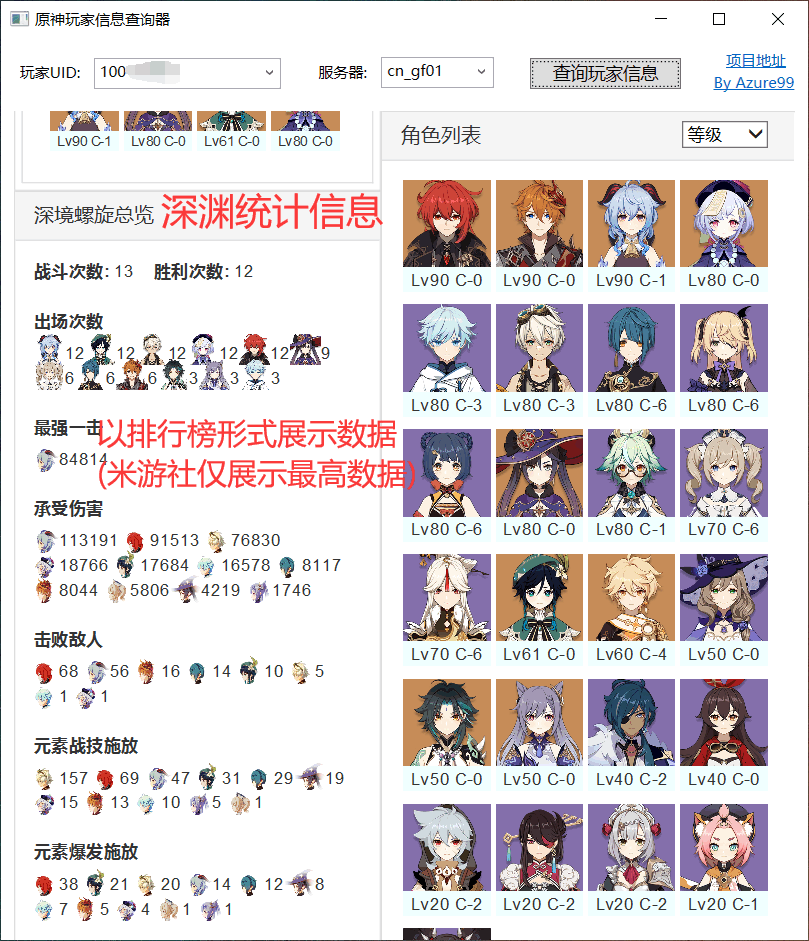 原神玩家信息查询器
玩家UID: 100 服务器: cn_gf01 查询玩家信息 项目地址
By Azure99
Lv90 C-1 Lv80 C-0 Lv61 C-0 Lv80 C-0
深境螺旋总览 深渊统计信息
战斗次数: 13 胜利次数: 12
出场次数
12 12 12 12 12 9
6 6 6 3 3 3
最强一击
84814
以排行榜形式展示数据
(米游社仅展示最高数据)
承受伤害
113191 91513 76830
18766 17684 16578 8117
8044 5806 4219 1746
击败敌人
68 56 16 14 10 5
1 1
元素战技施放
157 69 47 31 29 19
15 13 10 5 1
元素爆发施放
38 21 20 14 12 8
7 5 4 1 1
角色列表 等级
Lv90 C-0 Lv90 C-0 Lv90 C-1 Lv80 C-0
Lv80 C-3 Lv80 C-3 Lv80 C-6 Lv80 C-6
Lv80 C-6 Lv80 C-0 Lv80 C-1 Lv70 C-6
Lv70 C-6 Lv61 C-0 Lv60 C-4 Lv50 C-0
Lv50 C-0 Lv50 C-0 Lv40 C-2 Lv40 C-0
Lv20 C-2 Lv20 C-2 Lv20 C-2 Lv20 C-1